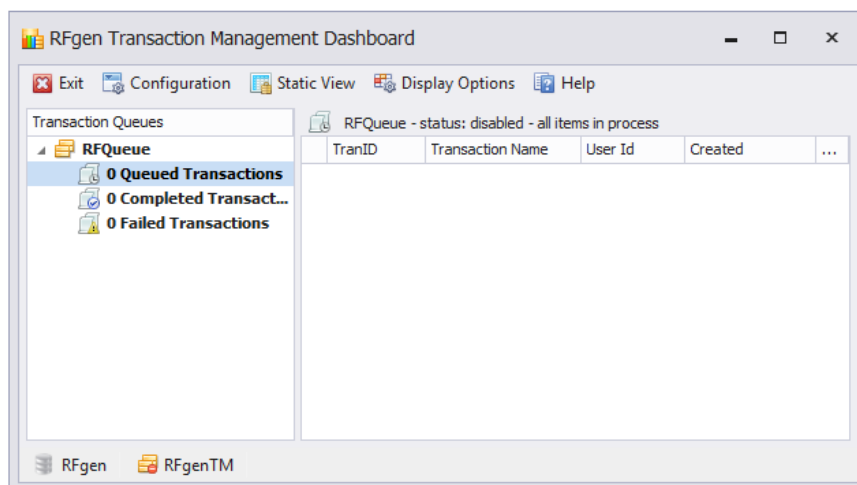 RFgen Transaction Management Dashboard
Exit Configuration Static View Display Options Help
Transaction Queues
RFQueue - status: disabled - all items in process
RFQueue
TranID Transaction Name User Id Created ...
0 Queued Transactions
0 Completed Transact...
0 Failed Transactions
RFgen RFgenTM